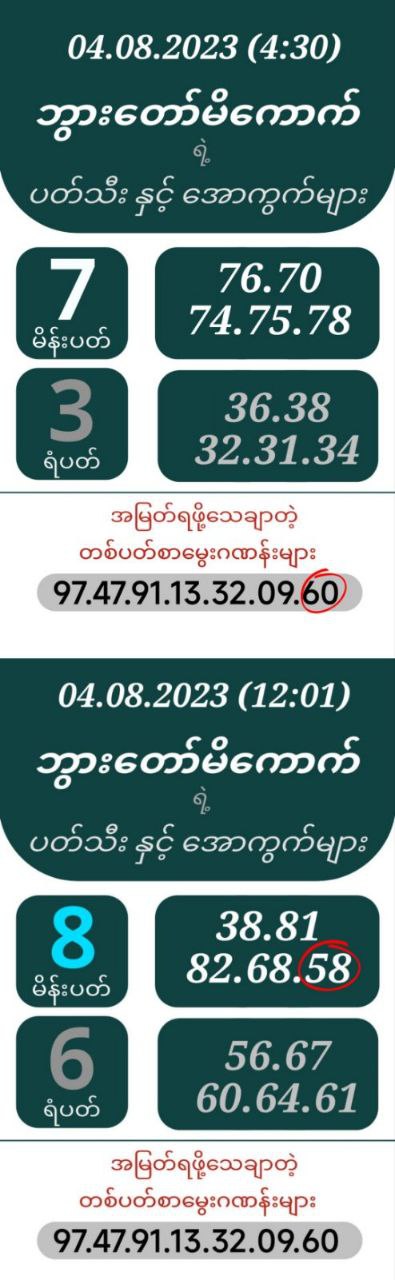 04.08.2023 (4:30)
ဘွားတော်မိကောက်
ရဲ့
ပတ်သီး နှင့် အောကွက်များ
7
မိန်းပတ်
76.70
74.75.78
3
ရံပတ်
36.38
32.31.34
အမြတ်ရဖို့သေချာတဲ့
တစ်ပတ်စာမွေးဂဏန်းများ
97.47.91.13.32.09.60
04.08.2023 (12:01)
ဘွားတော်မိကောက်
ရဲ့
ပတ်သီး နှင့် အောကွက်များ
8
မိန်းပတ်
38.81
82.68.58
6
ရံပတ်
56.67
60.64.61
အမြတ်ရဖို့သေချာတဲ့
တစ်ပတ်စာမွေးဂဏန်းများ
97.47.91.13.32.09.60